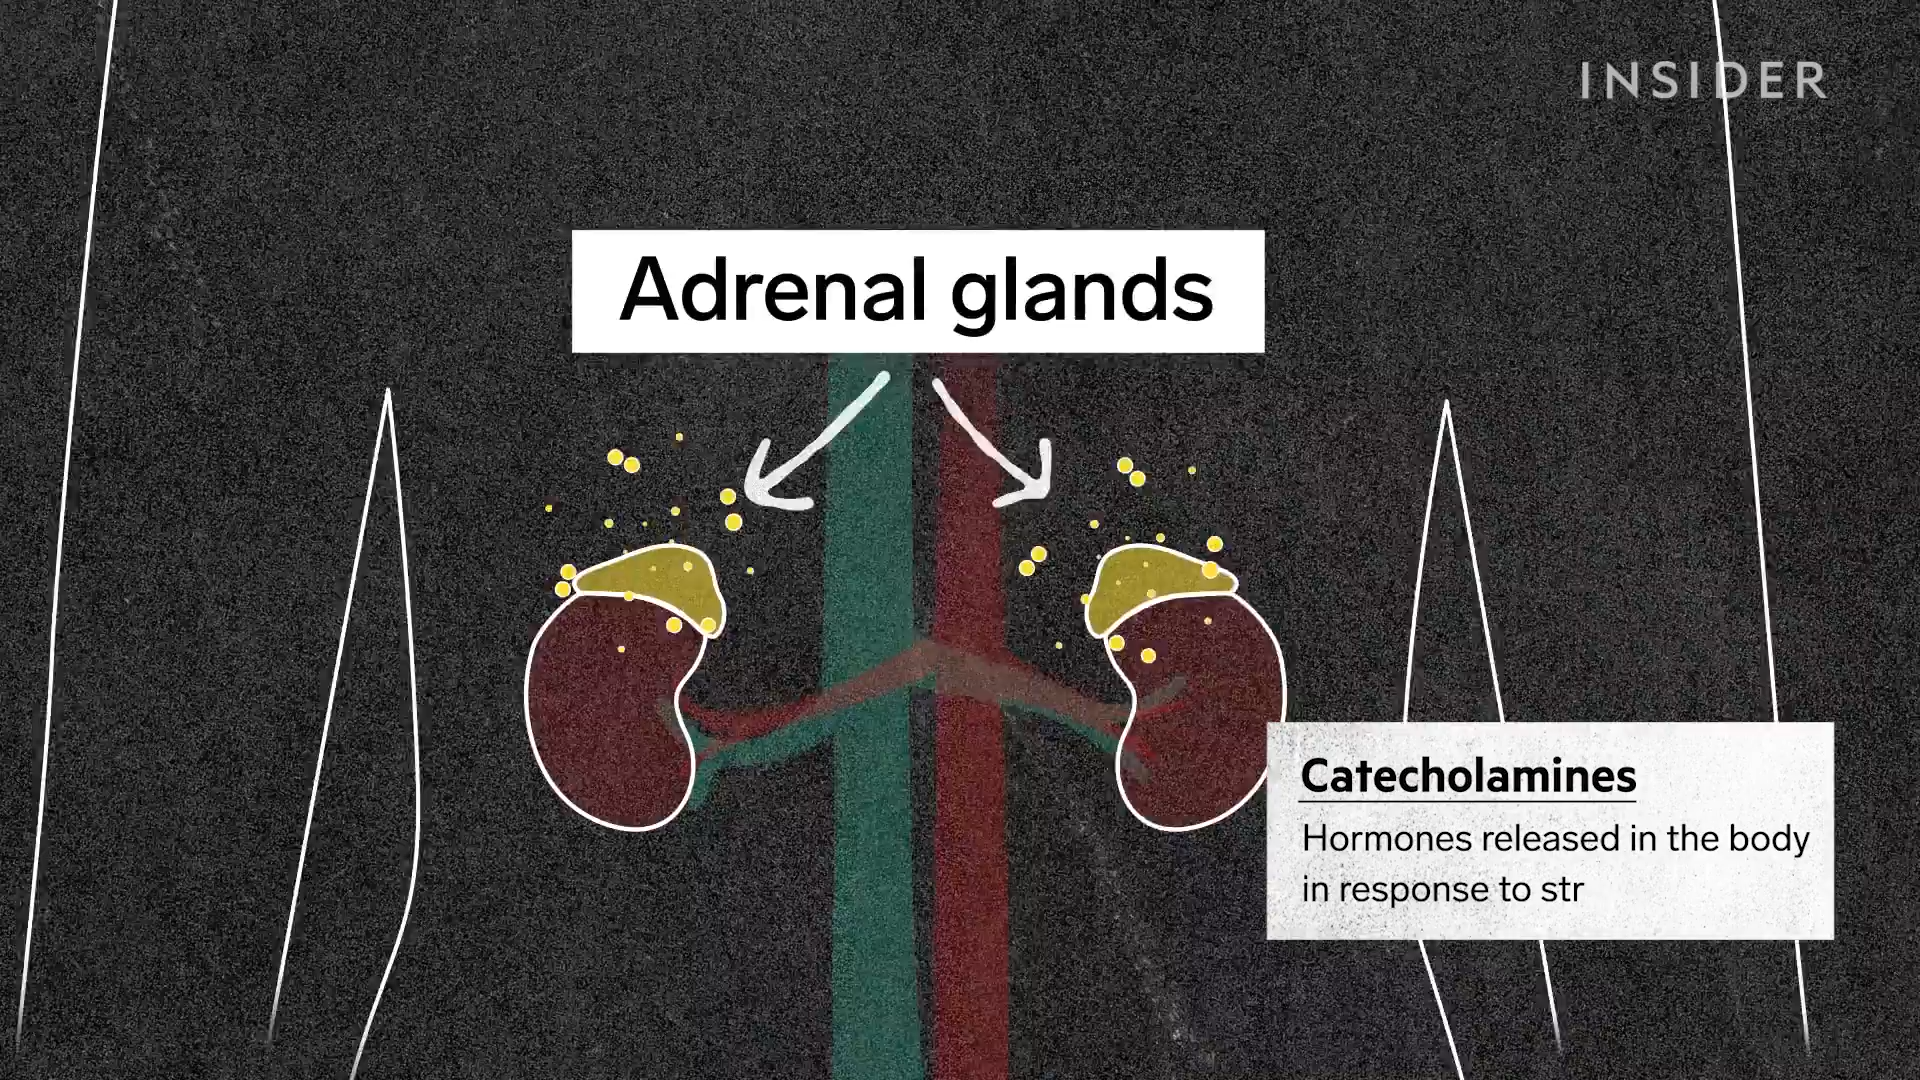 INSIDER
Adrenal glands
Catecholamines
Hormones released in the body
in response to str